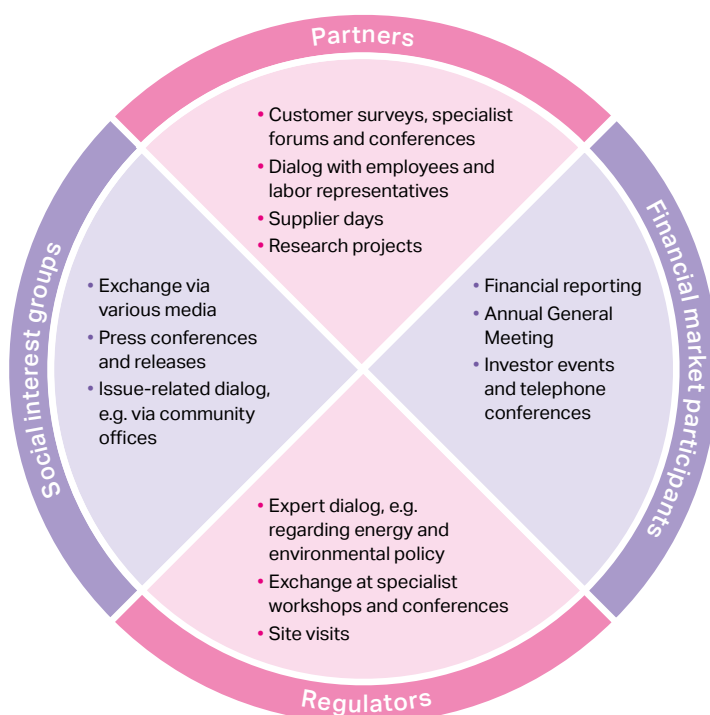 Partners
• Customer surveys, specialist
forums and conferences
• Dialog with employees and
labor representatives
• Supplier days
• Research projects
Social interest groups
• Exchange via
various media
• Press conferences
and releases
• Issue-related dialog,
e.g. via community
offices
Financial market participants
• Financial reporting
• Annual General
Meeting
• Investor events
and telephone
conferences
• Expert dialog, e.g.
regarding energy and
environmental policy
• Exchange at specialist
workshops and conferences
• Site visits
Regulators